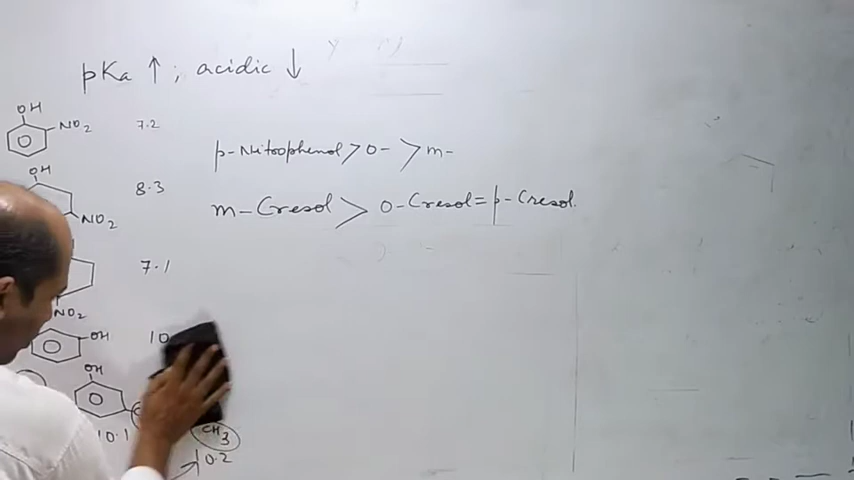 pKa ↑ ; acidic ↓
OH
NO2
7.2
p-Nitrophenol > o- > m-
OH
8.3
NO2
m-Cresol > o-Cresol = p-Cresol.
7.1
NO2
OH
10
OH
10.1
CH3
10.2